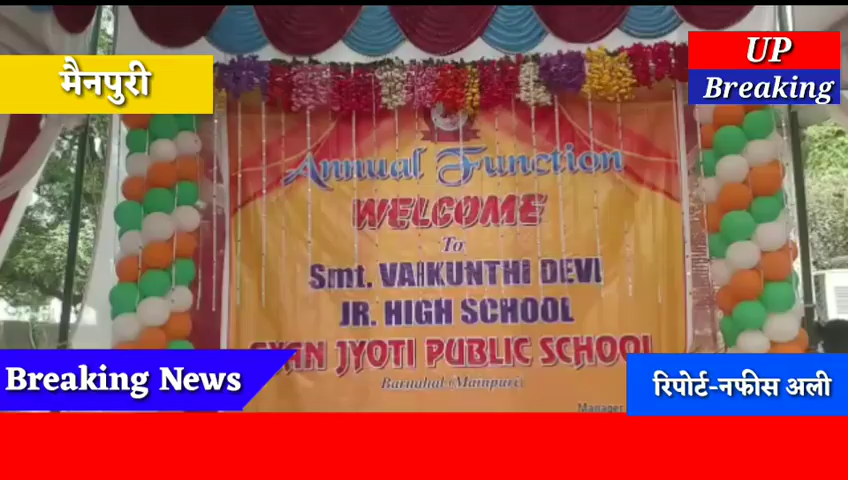 मैनपुरी
UP
Breaking
Annual Function
WELCOME
To
Smt. VAIKUNTHI DEVI
JR. HIGH SCHOOL
GYAN JYOTI PUBLIC SCHOOL
Barnahal (Mainpuri)
Manager
Breaking News
रिपोर्ट-नफीस अली